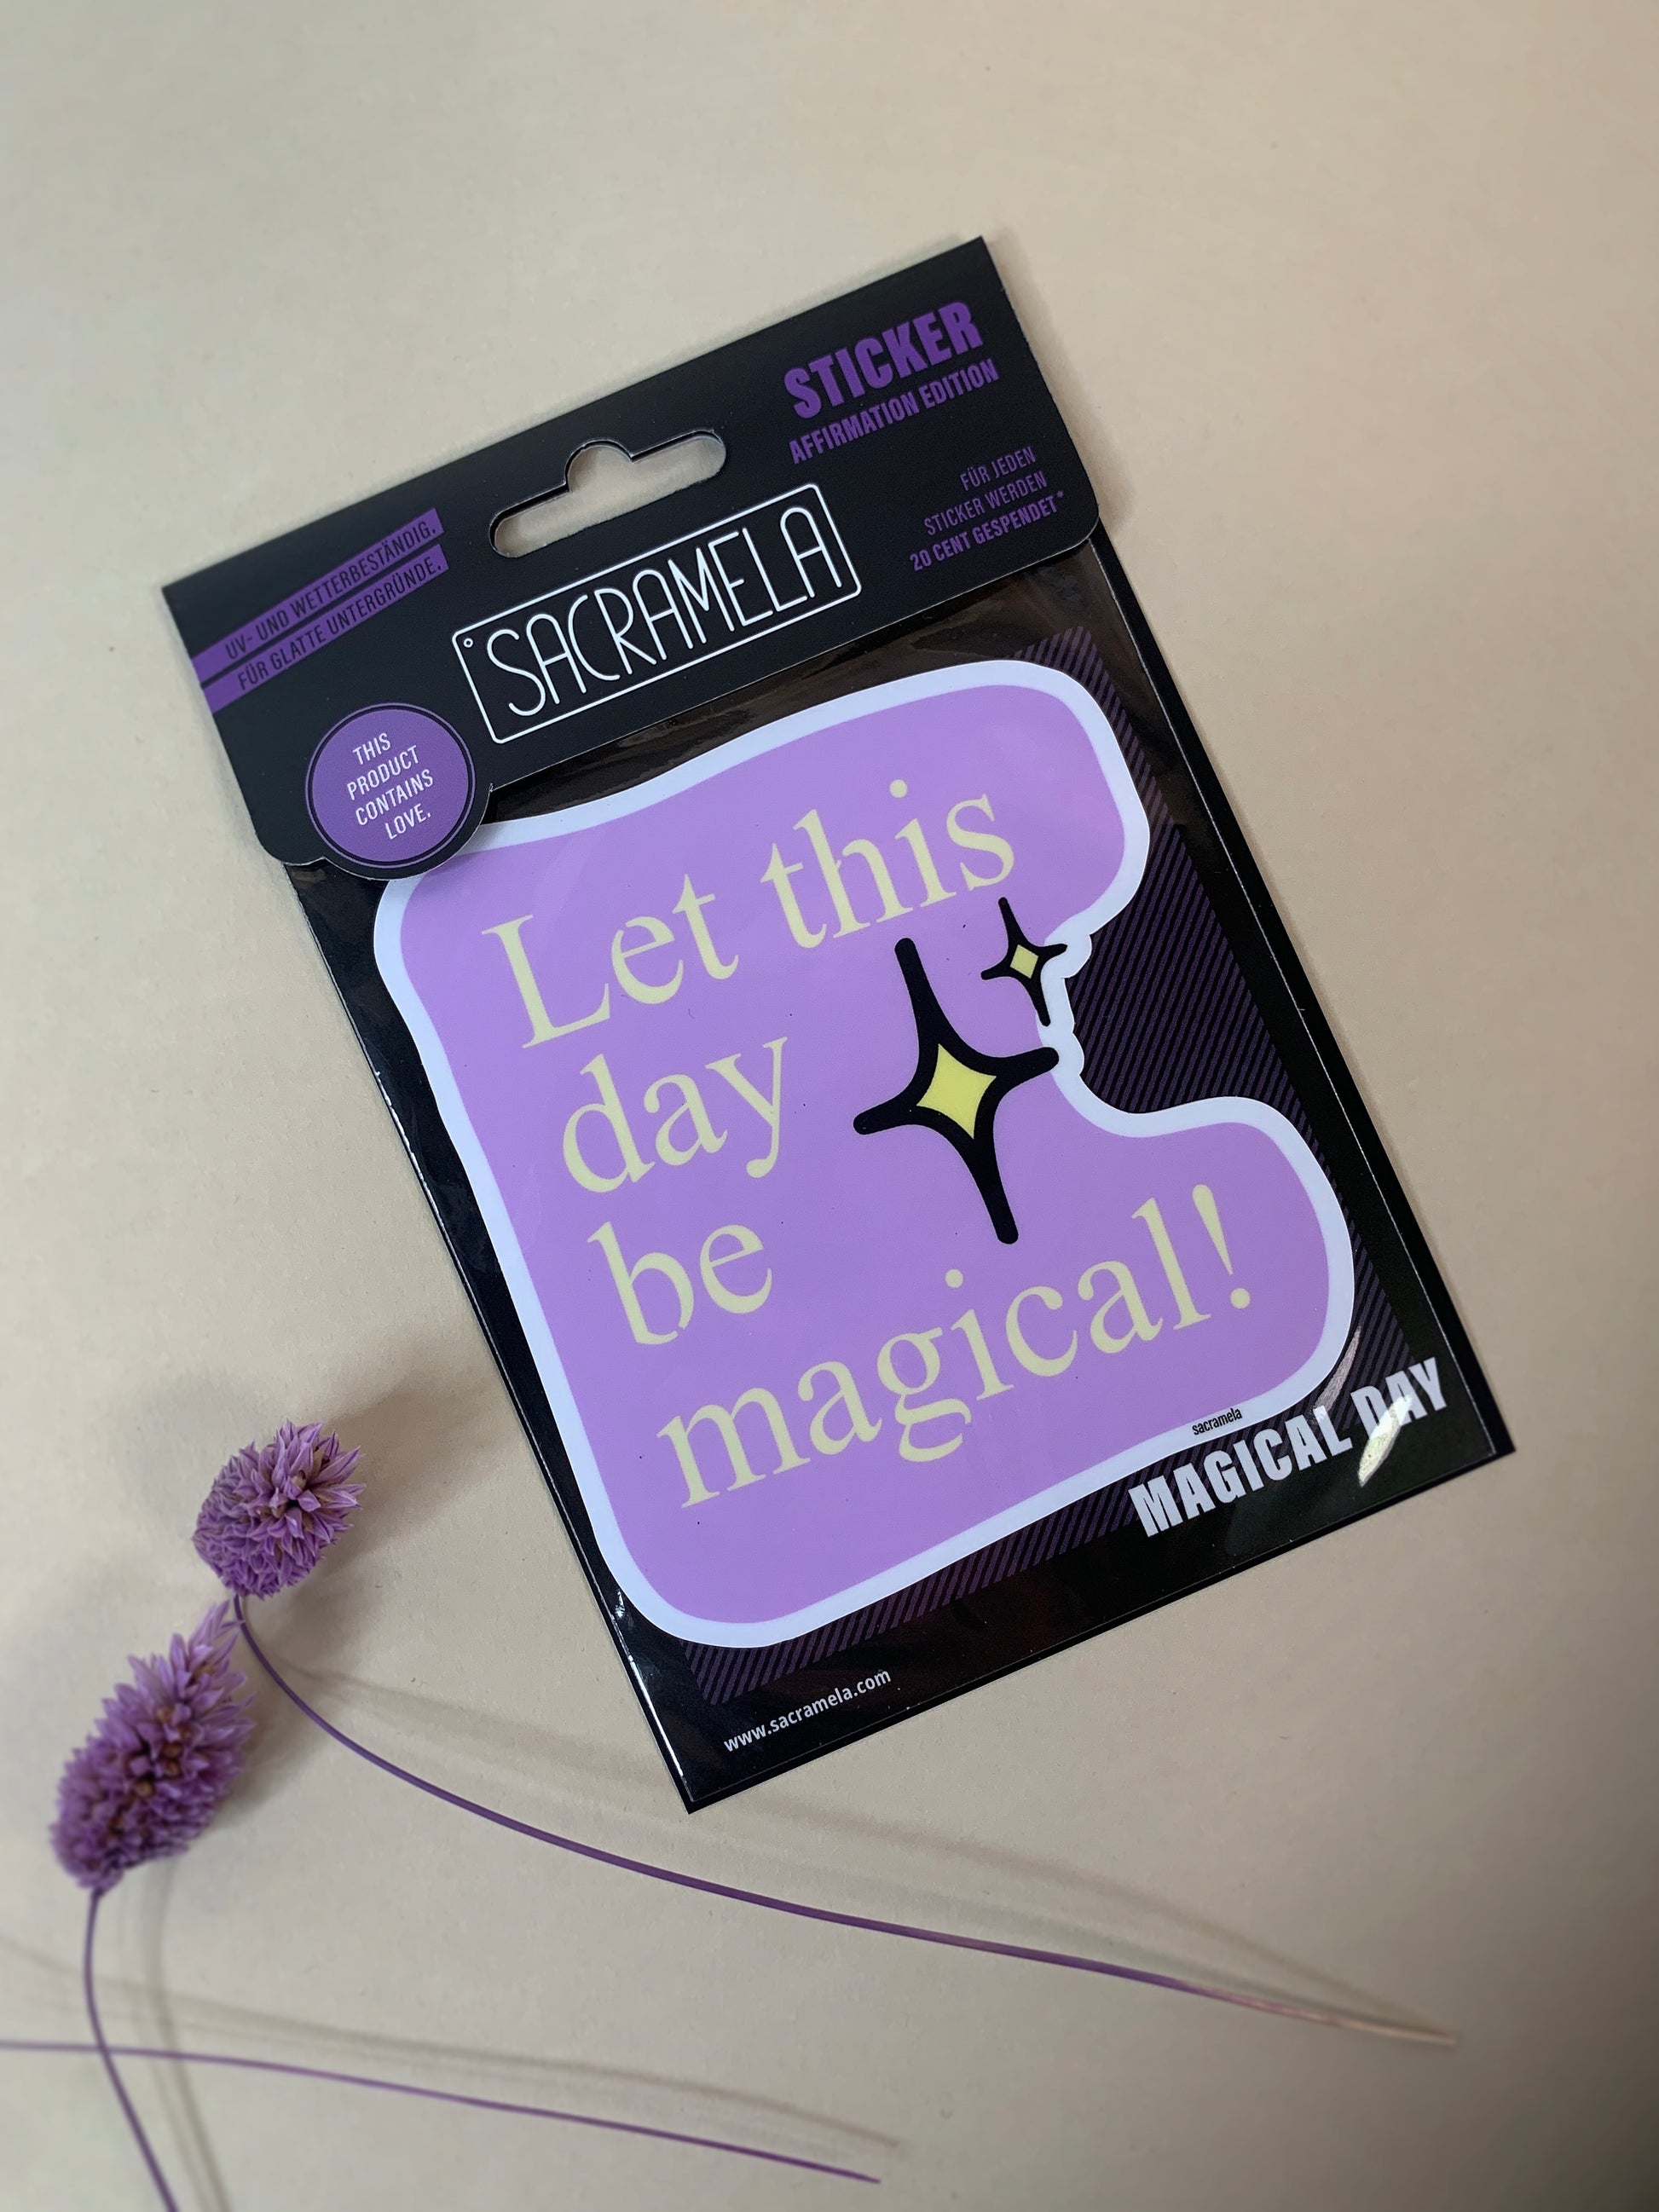 STICKER
AFFIRMATION EDITION
FÜR JEDEN
STICKER WERDEN
20 CENT GESPENDET*
UV- UND WETTERBESTÄNDIG.
FÜR GLATTE UNTERGRÜNDE.
SACRAMELA
THIS
PRODUCT
CONTAINS
LOVE.
Let this
day
be
magical!
sacramela
MAGICAL DAY
www.sacramela.com